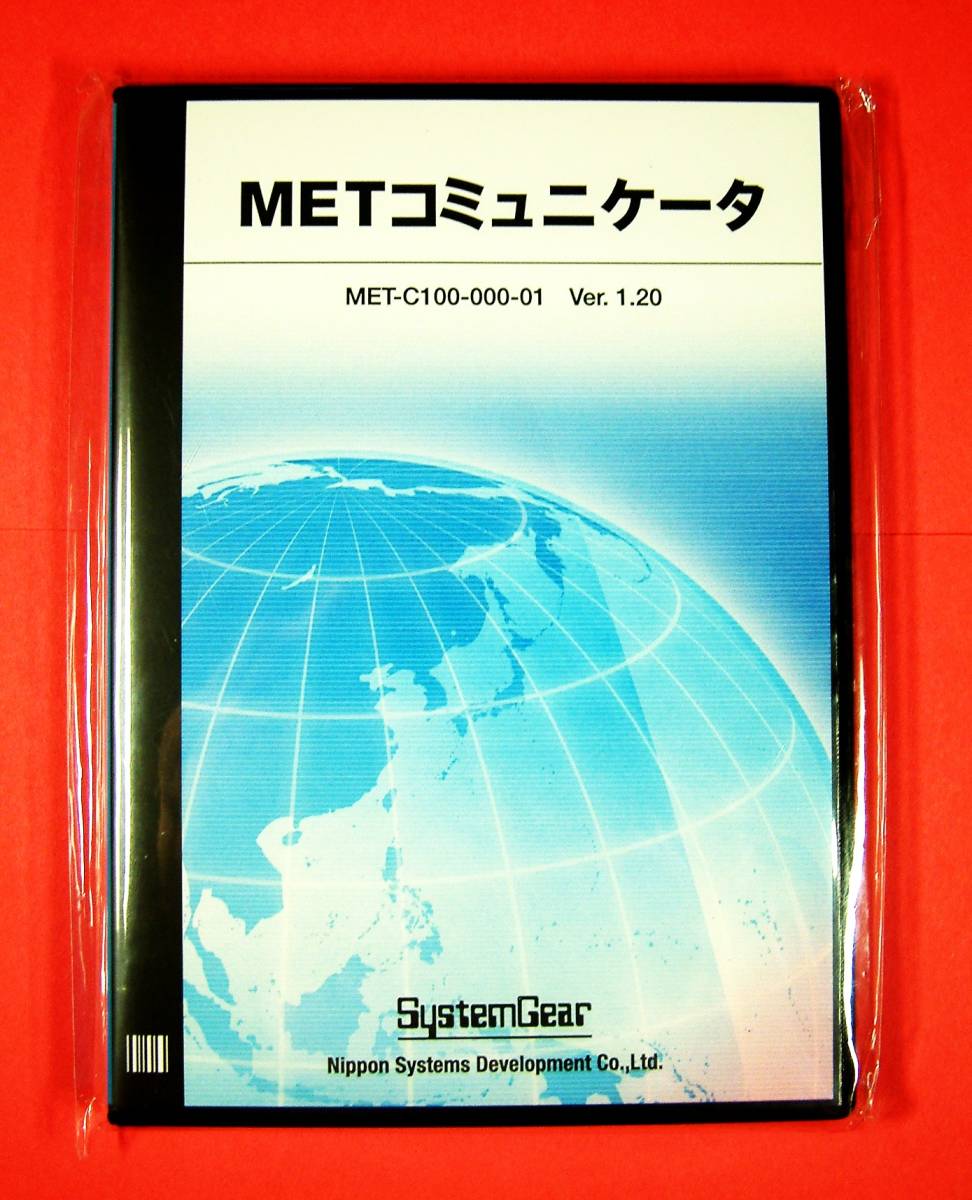 METコミュニケータ
MET-C100-000-01 Ver. 1.20
SystemGear
Nippon Systems Development Co.,Ltd.